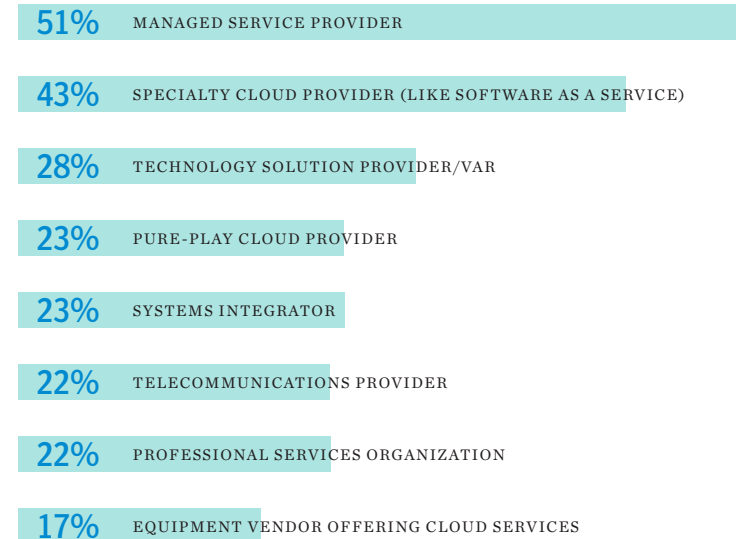 51% MANAGED SERVICE PROVIDER
43% SPECIALTY CLOUD PROVIDER (LIKE SOFTWARE AS A SERVICE)
28% TECHNOLOGY SOLUTION PROVIDER/VAR
23% PURE-PLAY CLOUD PROVIDER
23% SYSTEMS INTEGRATOR
22% TELECOMMUNICATIONS PROVIDER
22% PROFESSIONAL SERVICES ORGANIZATION
17% EQUIPMENT VENDOR OFFERING CLOUD SERVICES